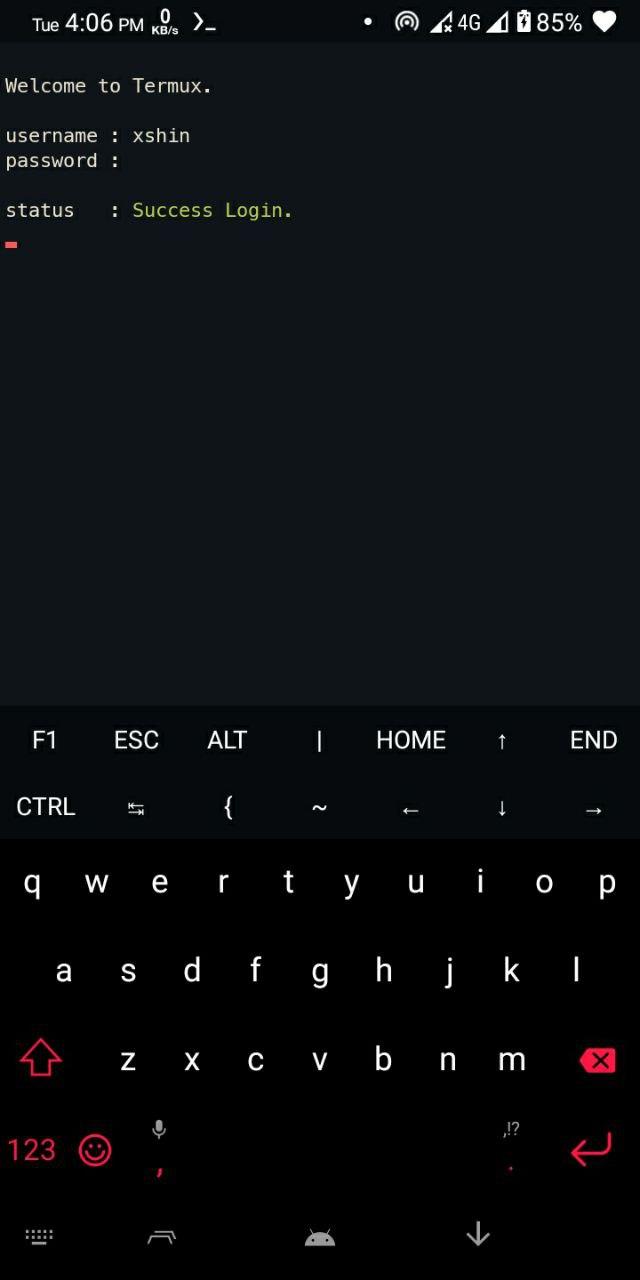 Tue 4:06 PM 0 KB/s 4G 85%
Welcome to Termux.
username : xshin
password :
status   : Success Login.
F1 ESC ALT | HOME ↑ END
CTRL ↹ { ~ ← ↓ →
q w e r t y u i o p
a s d f g h j k l
z x c v b n m
,!?
123 , .